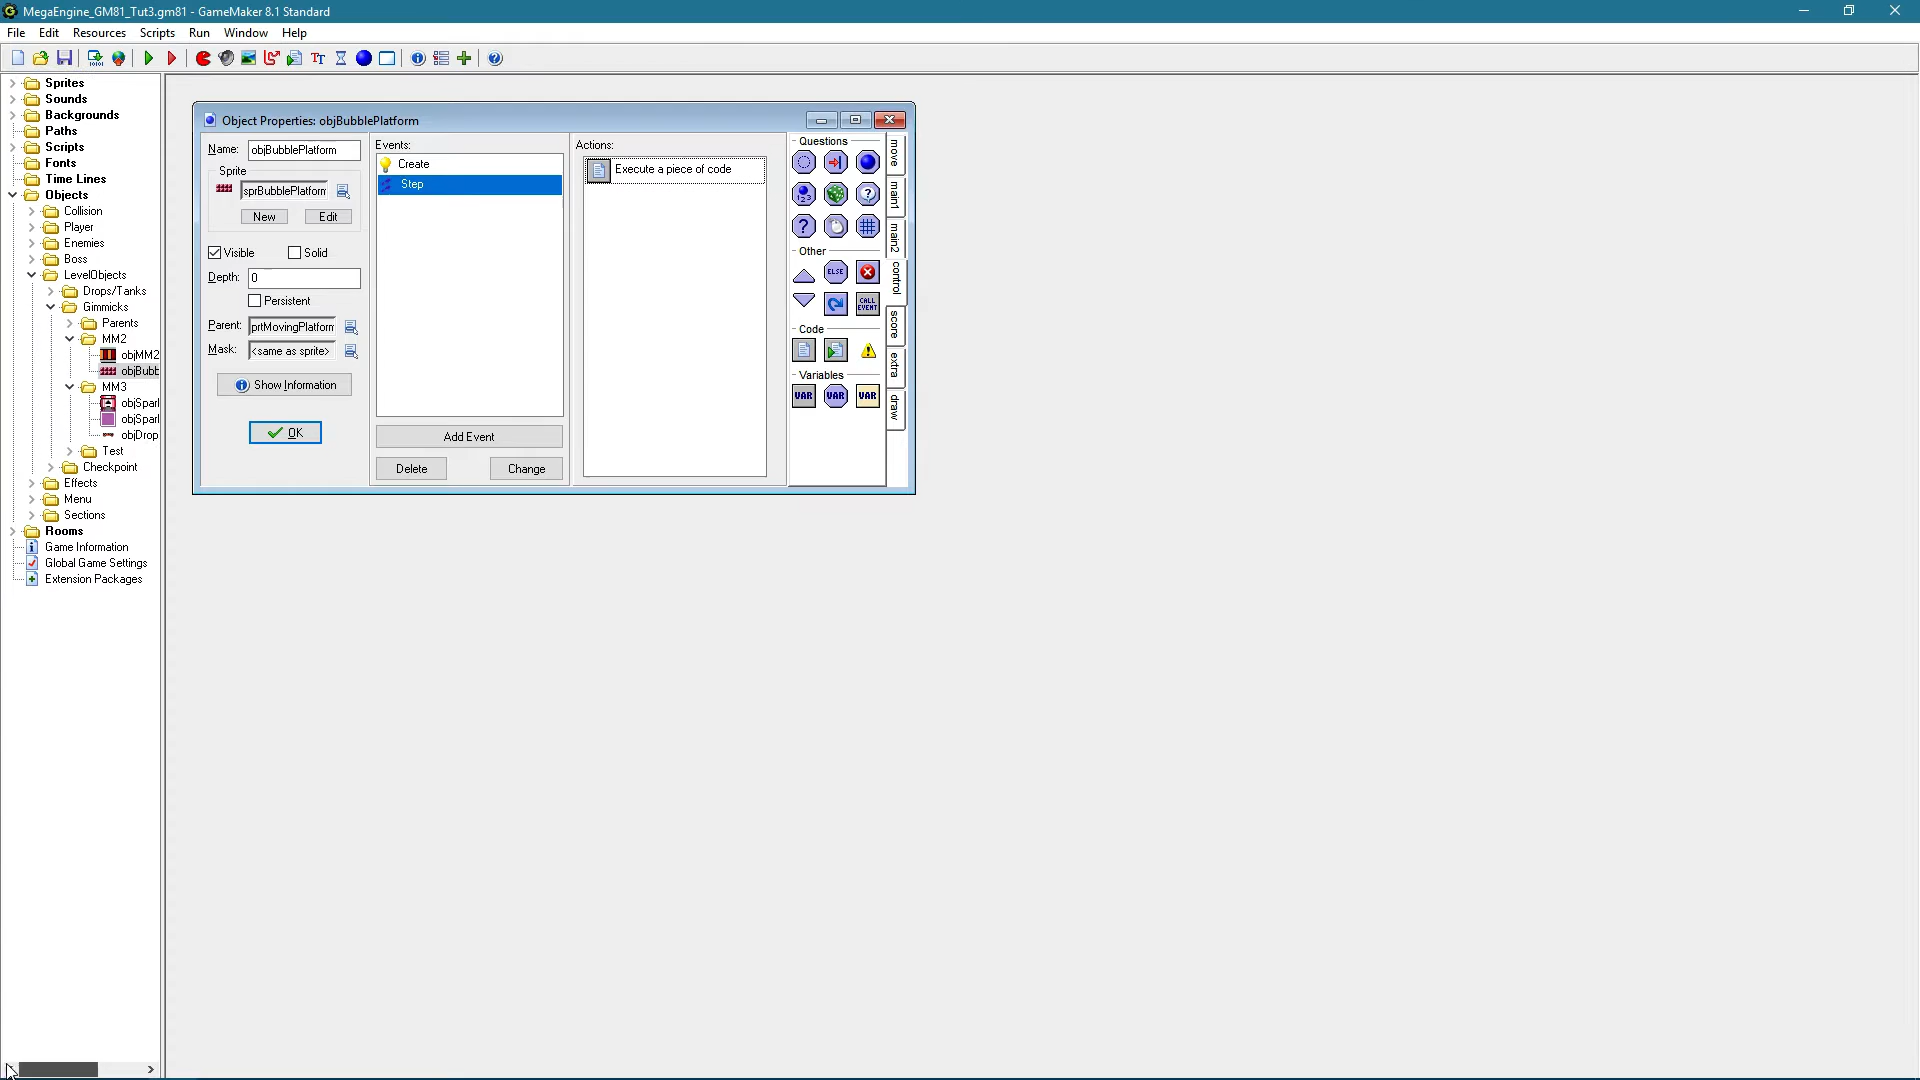 MegaEngine_GM81_Tut3.gm81 - GameMaker 8.1 Standard
File Edit Resources Scripts Run Window Help
Sprites
Sounds
Backgrounds
Paths
Scripts
Fonts
Time Lines
Objects
Collision
Player
Enemies
Boss
LevelObjects
Drops/Tanks
Gimmicks
Parents
MM2
objMM2
objBubb
MM3
objSparl
objSparl
objDrop
Test
Checkpoint
Effects
Menu
Sections
Rooms
Game Information
Global Game Settings
Extension Packages
Object Properties: objBubblePlatform
Name: objBubblePlatform
Sprite
sprBubblePlatform
New Edit
Visible Solid
Depth: 0
Persistent
Parent: prtMovingPlatform
Mask: <same as sprite>
Show Information
OK
Events:
Create
Step
Add Event
Delete Change
Actions:
Execute a piece of code
Questions
Other
ELSE
CALL EVENT
Code
Variables
VAR VAR VAR
move
main1
main2
control
score
extra
draw